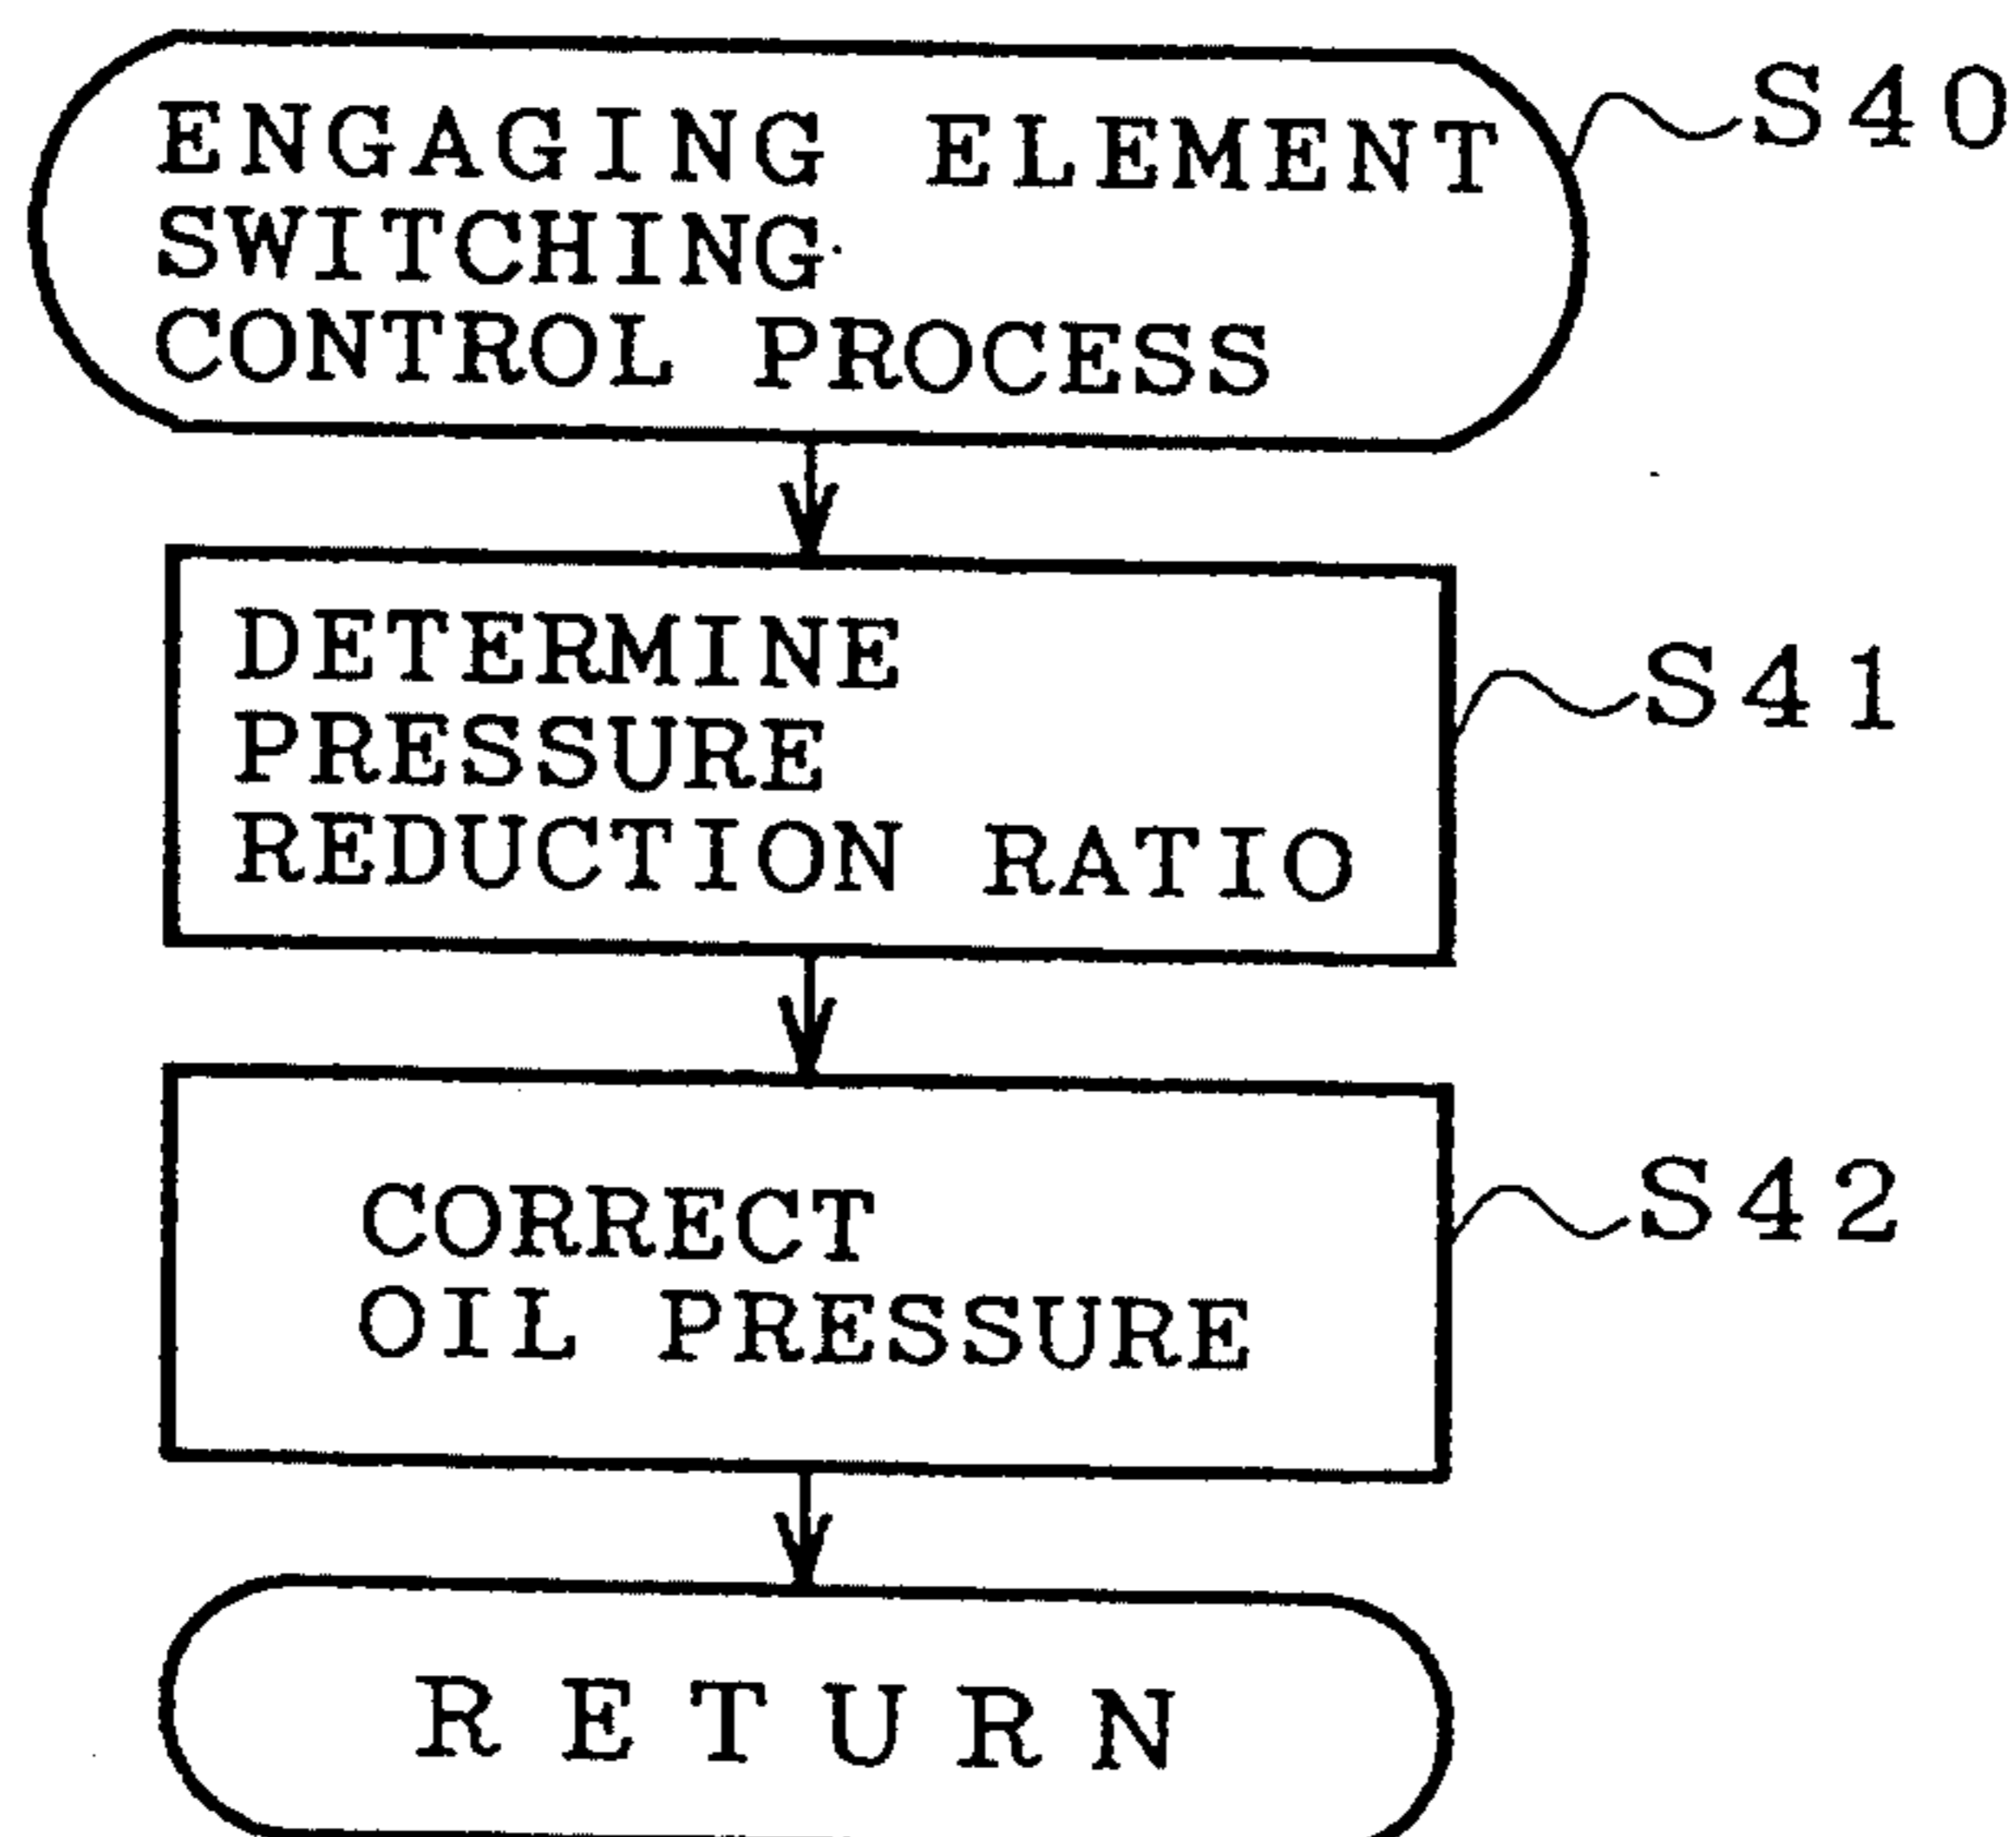 ENGAGING ELEMENT S40
SWITCHING
CONTROL PROCESS
DETERMINE
PRESSURE S41
REDUCTION RATIO
CORRECT S42
OIL PRESSURE
RETURN